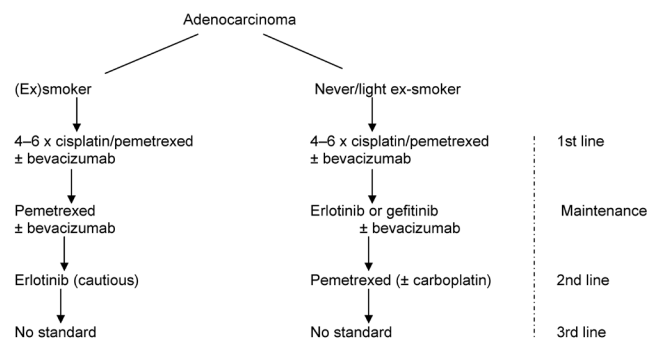 Adenocarcinoma
(Ex)smoker
Never/light ex-smoker
4–6 x cisplatin/pemetrexed
± bevacizumab
4–6 x cisplatin/pemetrexed
± bevacizumab
1st line
Pemetrexed
± bevacizumab
Erlotinib or gefitinib
± bevacizumab
Maintenance
Erlotinib (cautious)
Pemetrexed (± carboplatin)
2nd line
No standard
No standard
3rd line